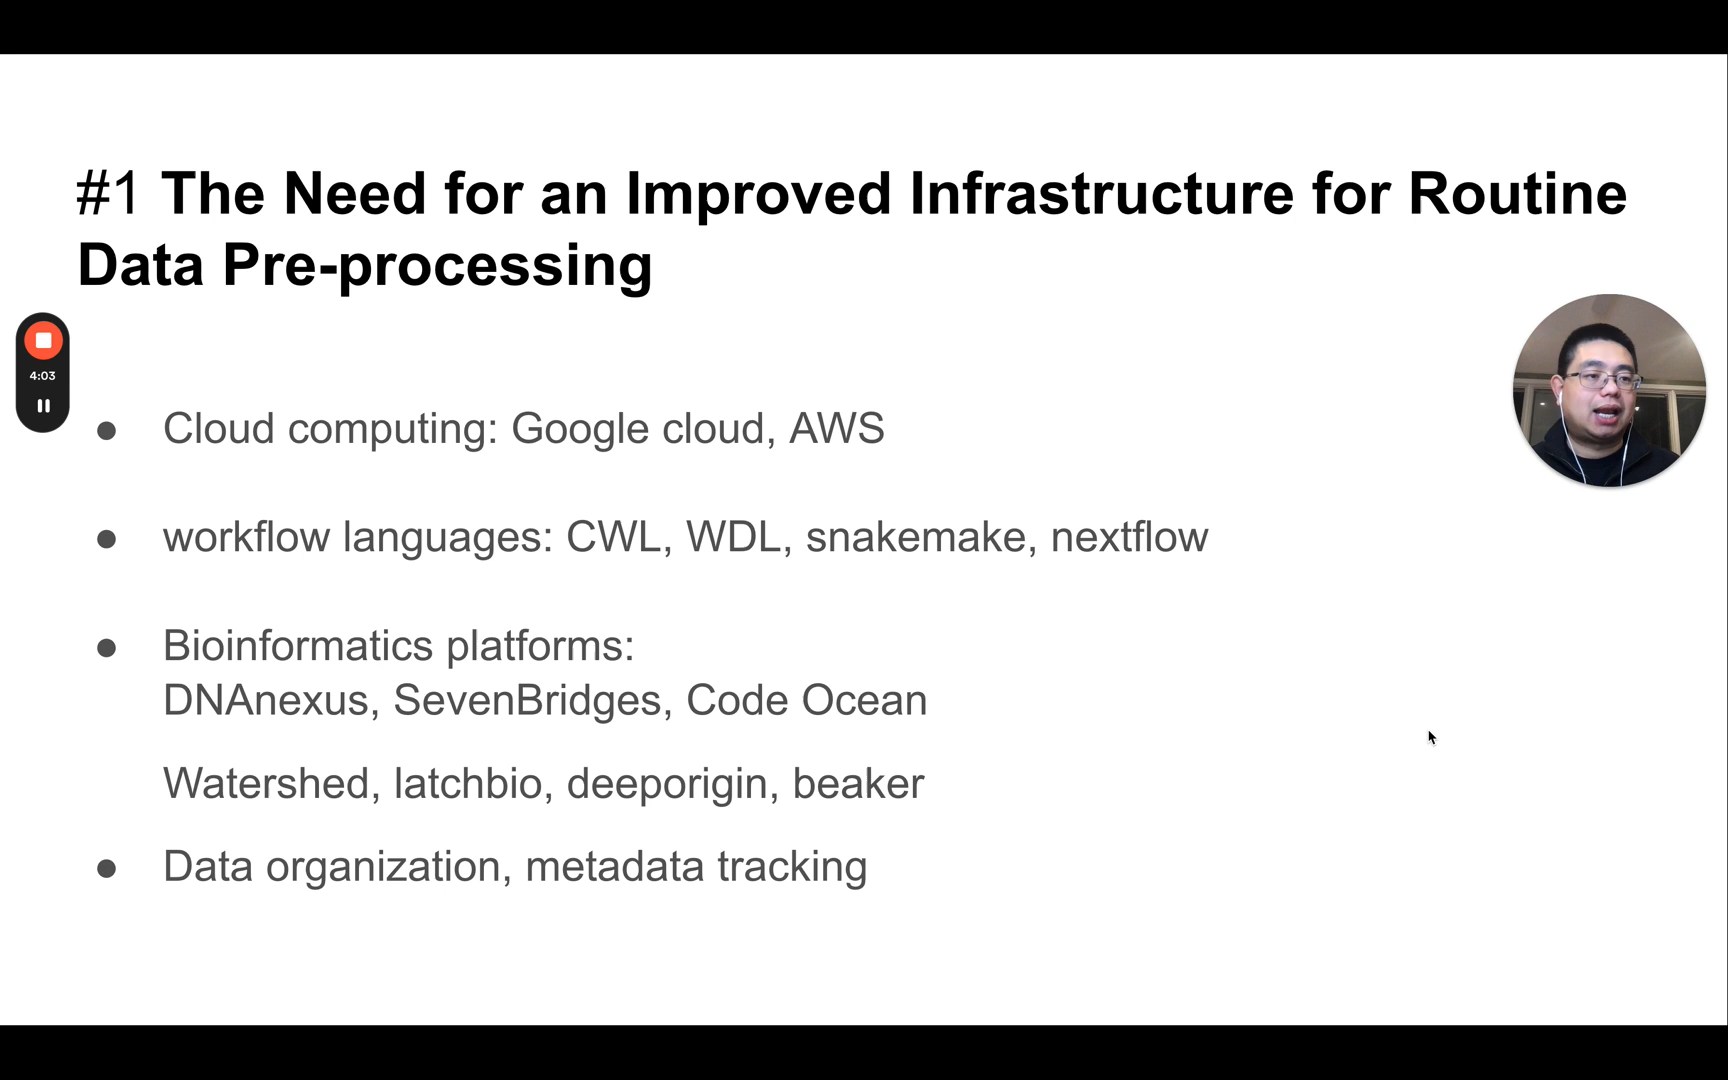 #1 The Need for an Improved Infrastructure for Routine
Data Pre-processing
4:03
● Cloud computing: Google cloud, AWS
● workflow languages: CWL, WDL, snakemake, nextflow
● Bioinformatics platforms:
DNAnexus, SevenBridges, Code Ocean
Watershed, latchbio, deeporigin, beaker
● Data organization, metadata tracking